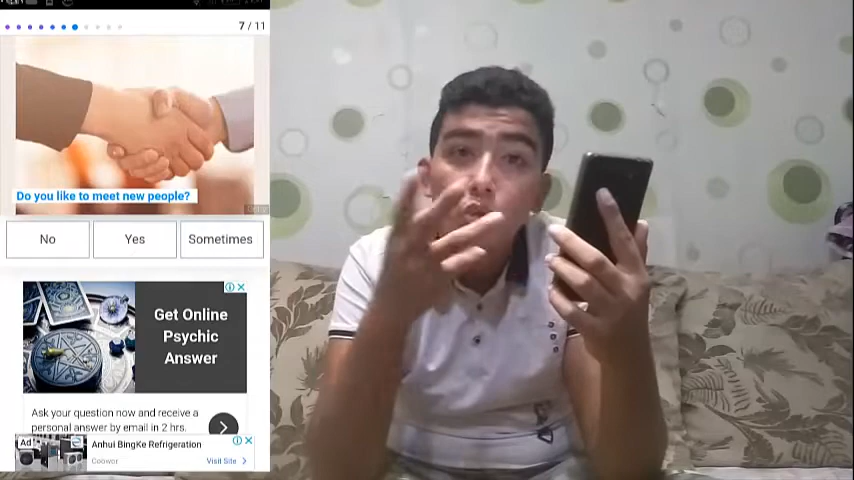 7 / 11
Do you like to meet new people?
No
Yes
Sometimes
Get Online
Psychic
Answer
Ask your question now and receive a
personal answer by email in 2 hrs.
Ad
Anhui BingKe Refrigeration
Coowor
Visit Site